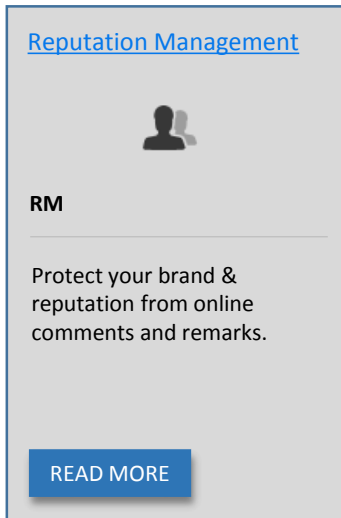 Reputation Management
RM
Protect your brand &
reputation from online
comments and remarks.
READ MORE